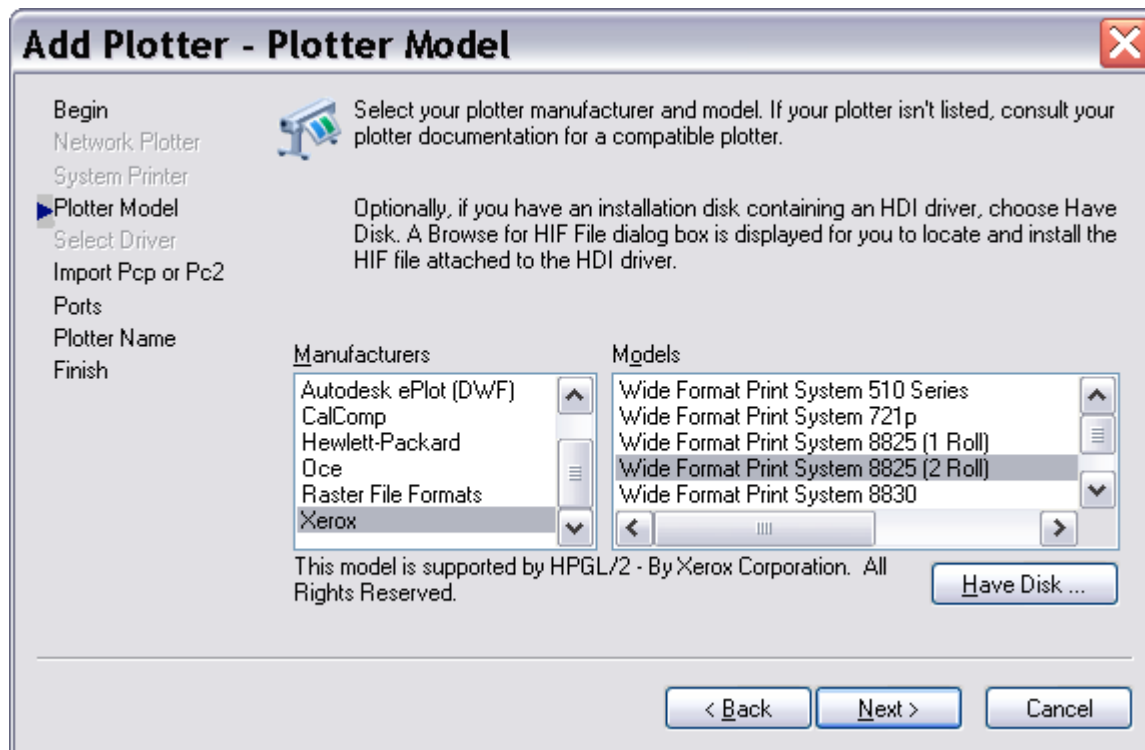 Add Plotter - Plotter Model
Begin
Network Plotter
System Printer
Plotter Model
Select Driver
Import Pcp or Pc2
Ports
Plotter Name
Finish
Select your plotter manufacturer and model. If your plotter isn't listed, consult your
plotter documentation for a compatible plotter.
Optionally, if you have an installation disk containing an HDI driver, choose Have
Disk. A Browse for HIF File dialog box is displayed for you to locate and install the
HIF file attached to the HDI driver.
Manufacturers
Autodesk ePlot (DWF)
CalComp
Hewlett-Packard
Oce
Raster File Formats
Xerox
Models
Wide Format Print System 510 Series
Wide Format Print System 721p
Wide Format Print System 8825 (1 Roll)
Wide Format Print System 8825 (2 Roll)
Wide Format Print System 8830
This model is supported by HPGL/2 - By Xerox Corporation. All
Rights Reserved.
Have Disk ...
< Back
Next >
Cancel